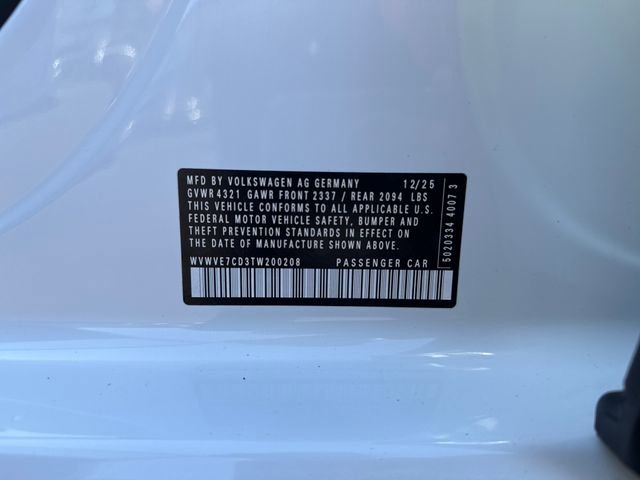 MFD BY VOLKSWAGEN AG GERMANY 12/25
GVWR 4321 GAWR FRONT 2337 / REAR 2094 LBS
THIS VEHICLE CONFORMS TO ALL APPLICABLE U.S.
FEDERAL MOTOR VEHICLE SAFETY, BUMPER AND
THEFT PREVENTION STANDARDS IN EFFECT ON
THE DATE OF MANUFACTURE SHOWN ABOVE.
WVWVE7CD3TW200208 PASSENGER CAR
5020334 4007 3